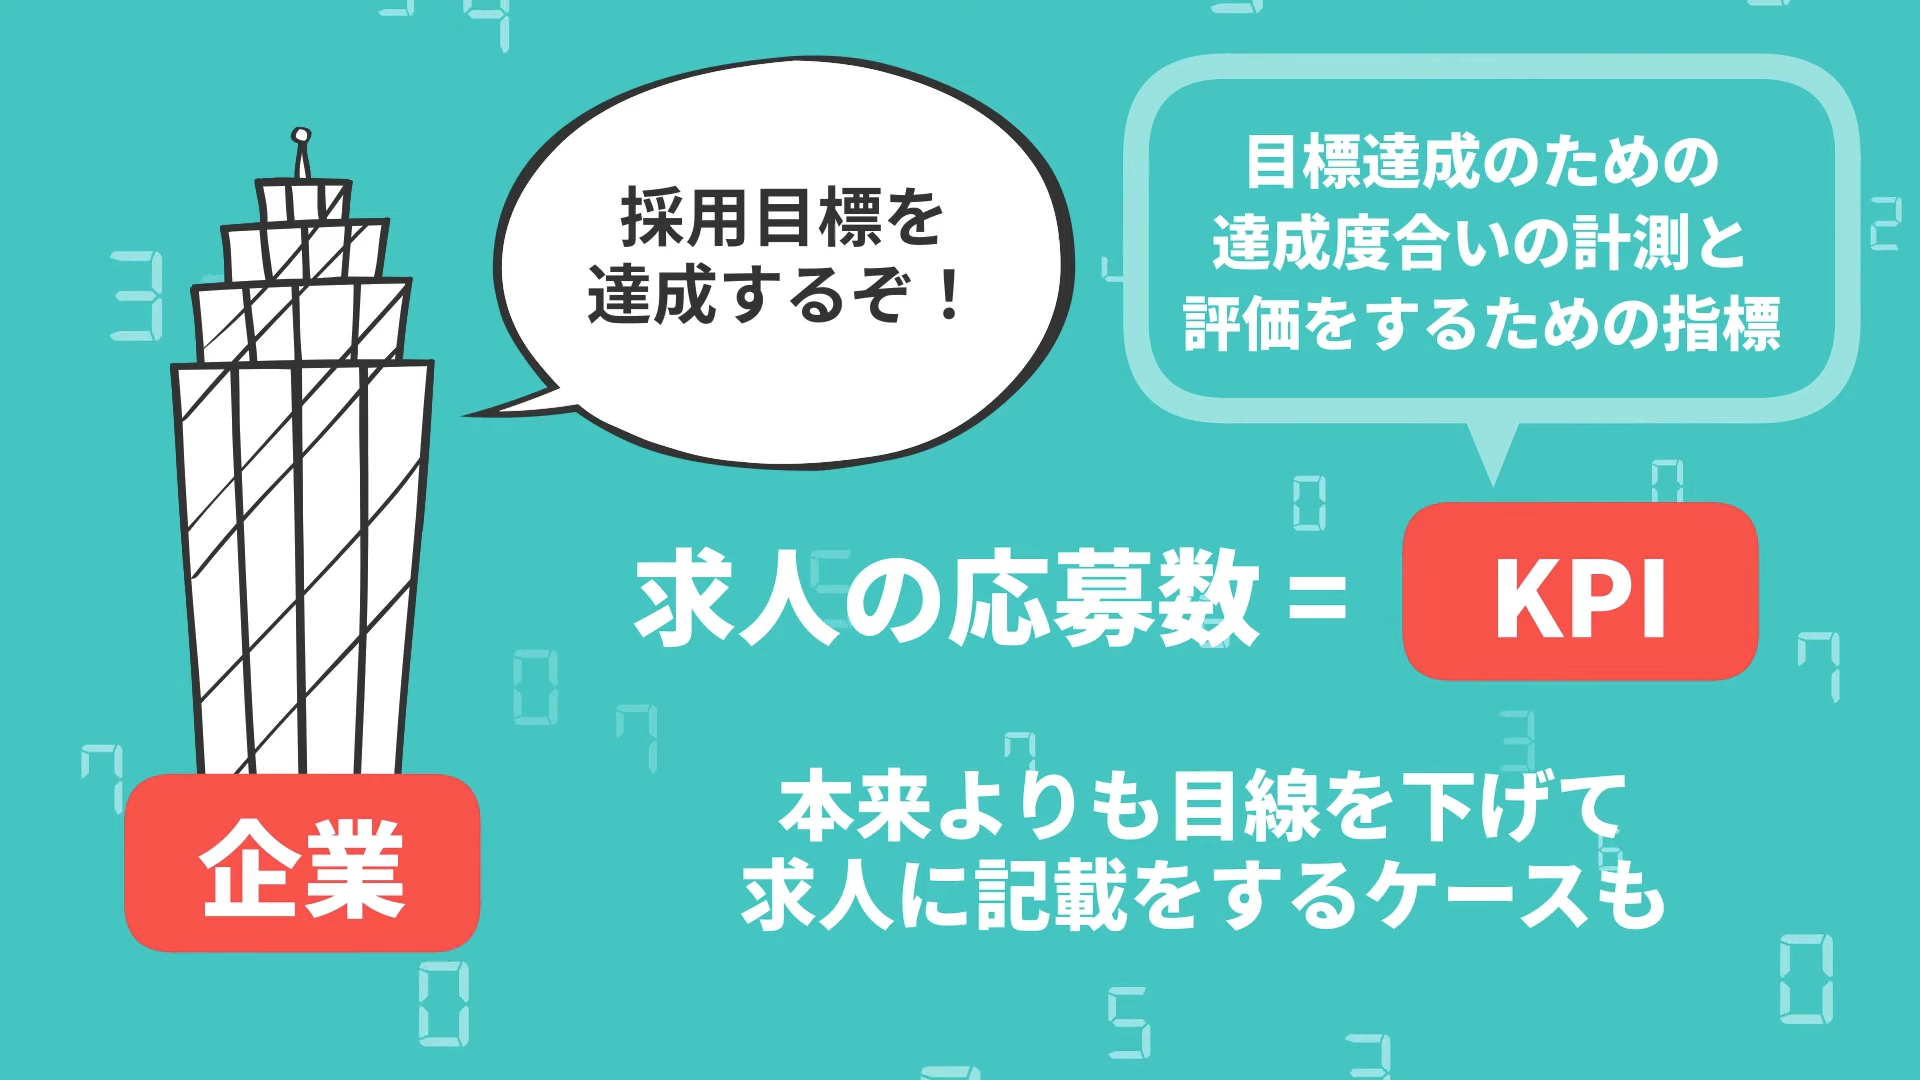 採用目標を
達成するぞ！
目標達成のための
達成度合いの計測と
評価をするための指標
求人の応募数 = KPI
本来よりも目線を下げて
求人に記載をするケースも
企業